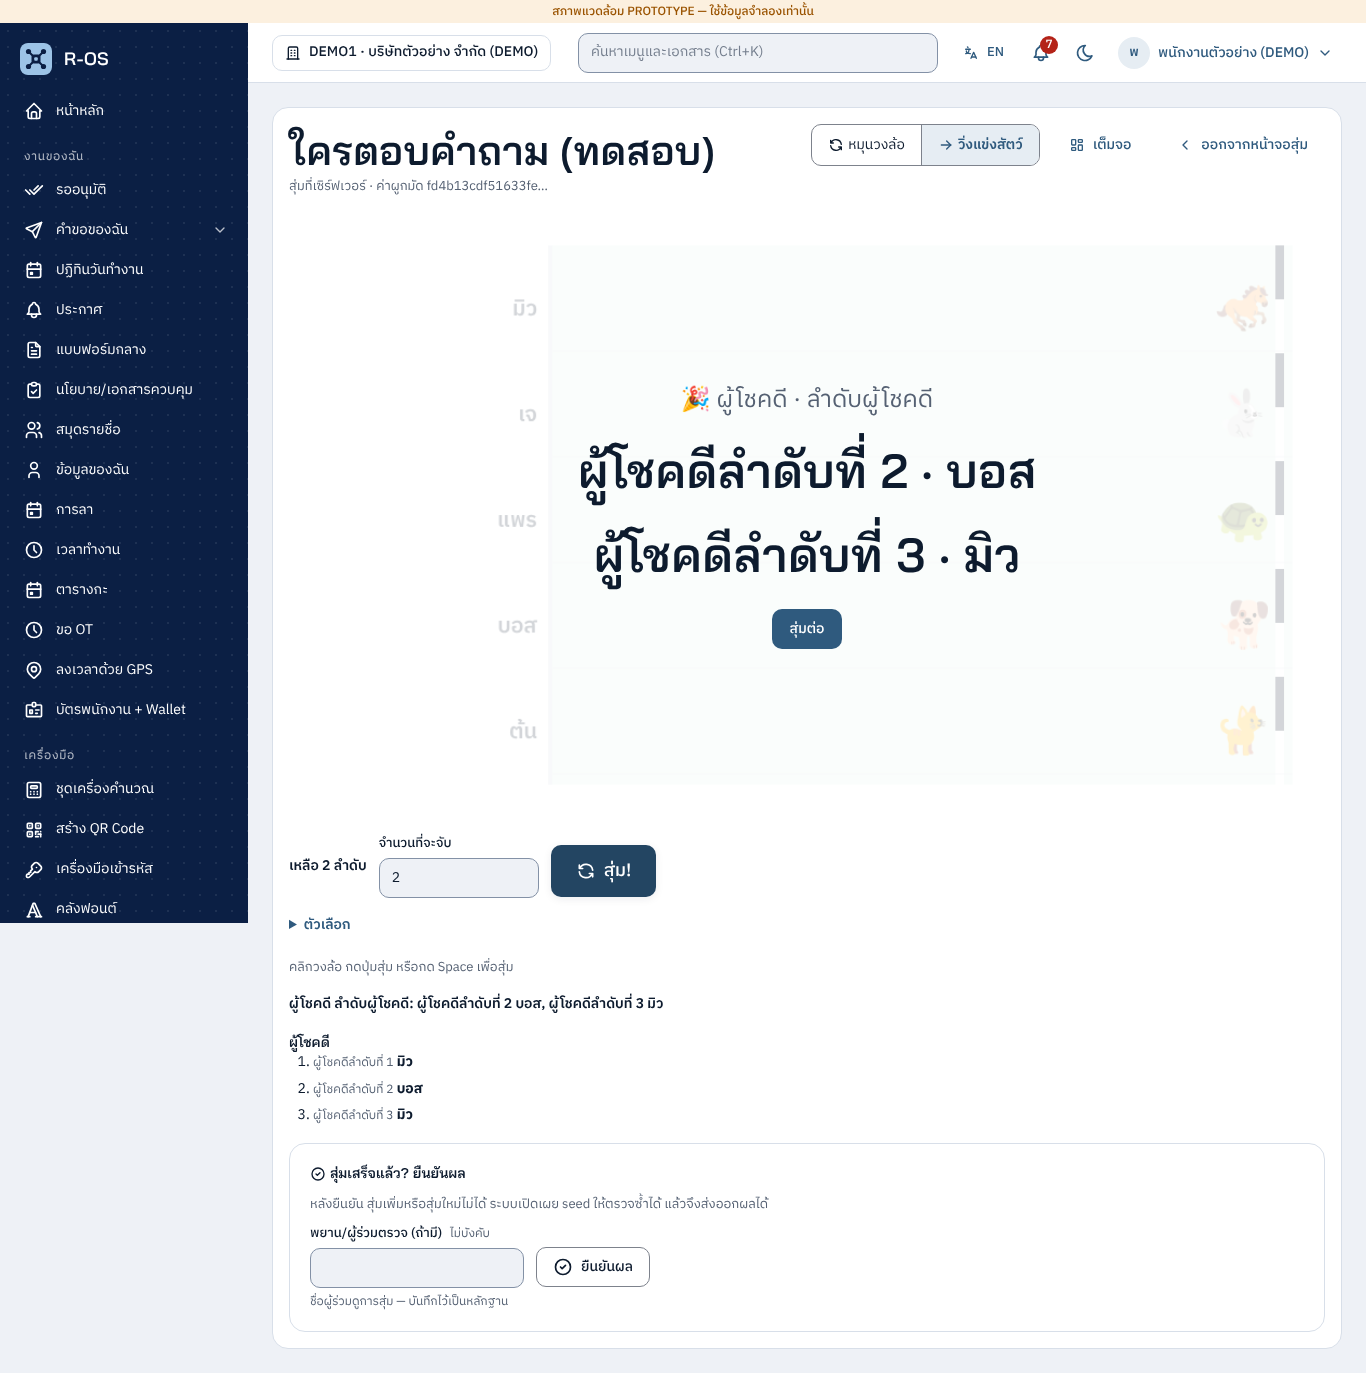 สภาพแวดล้อม PROTOTYPE — ใช้ข้อมูลจำลองเท่านั้น
R-OS
DEMO1 · บริษัทตัวอย่าง จำกัด (DEMO)
ค้นหาเมนูและเอกสาร (Ctrl+K)
EN
7
พ
พนักงานตัวอย่าง (DEMO)
หน้าหลัก
งานของฉัน
รออนุมัติ
คำขอของฉัน
ปฏิทินวันทำงาน
ประกาศ
แบบฟอร์มกลาง
นโยบาย/เอกสารควบคุม
สมุดรายชื่อ
ข้อมูลของฉัน
การลา
เวลาทำงาน
ตารางกะ
ขอ OT
ลงเวลาด้วย GPS
บัตรพนักงาน + Wallet
เครื่องมือ
ชุดเครื่องคำนวณ
สร้าง QR Code
เครื่องมือเข้ารหัส
คลังฟอนต์
ใครตอบคำถาม (ทดสอบ)
สุ่มที่เซิร์ฟเวอร์ · ค่าผูกมัด fd4b13cdf51633fe…
หมุนวงล้อ
วิ่งแข่งสัตว์
เต็มจอ
ออกจากหน้าจอสุ่ม
มิว
เจ
แพร
บอส
ต้น
🎉 ผู้โชคดี · ลำดับผู้โชคดี
ผู้โชคดีลำดับที่ 2 · บอส
ผู้โชคดีลำดับที่ 3 · มิว
สุ่มต่อ
เหลือ 2 ลำดับ
จำนวนที่จะจับ
2
สุ่ม!
ตัวเลือก
คลิกวงล้อ กดปุ่มสุ่ม หรือกด Space เพื่อสุ่ม
ผู้โชคดี ลำดับผู้โชคดี: ผู้โชคดีลำดับที่ 2 บอส, ผู้โชคดีลำดับที่ 3 มิว
ผู้โชคดี
1. ผู้โชคดีลำดับที่ 1 มิว
2. ผู้โชคดีลำดับที่ 2 บอส
3. ผู้โชคดีลำดับที่ 3 มิว
สุ่มเสร็จแล้ว? ยืนยันผล
หลังยืนยัน สุ่มเพิ่มหรือสุ่มใหม่ไม่ได้ ระบบเปิดเผย seed ให้ตรวจซ้ำได้ แล้วจึงส่งออกผลได้
พยาน/ผู้ร่วมตรวจ (ถ้ามี) ไม่บังคับ
ยืนยันผล
ชื่อผู้ร่วมดูการสุ่ม — บันทึกไว้เป็นหลักฐาน